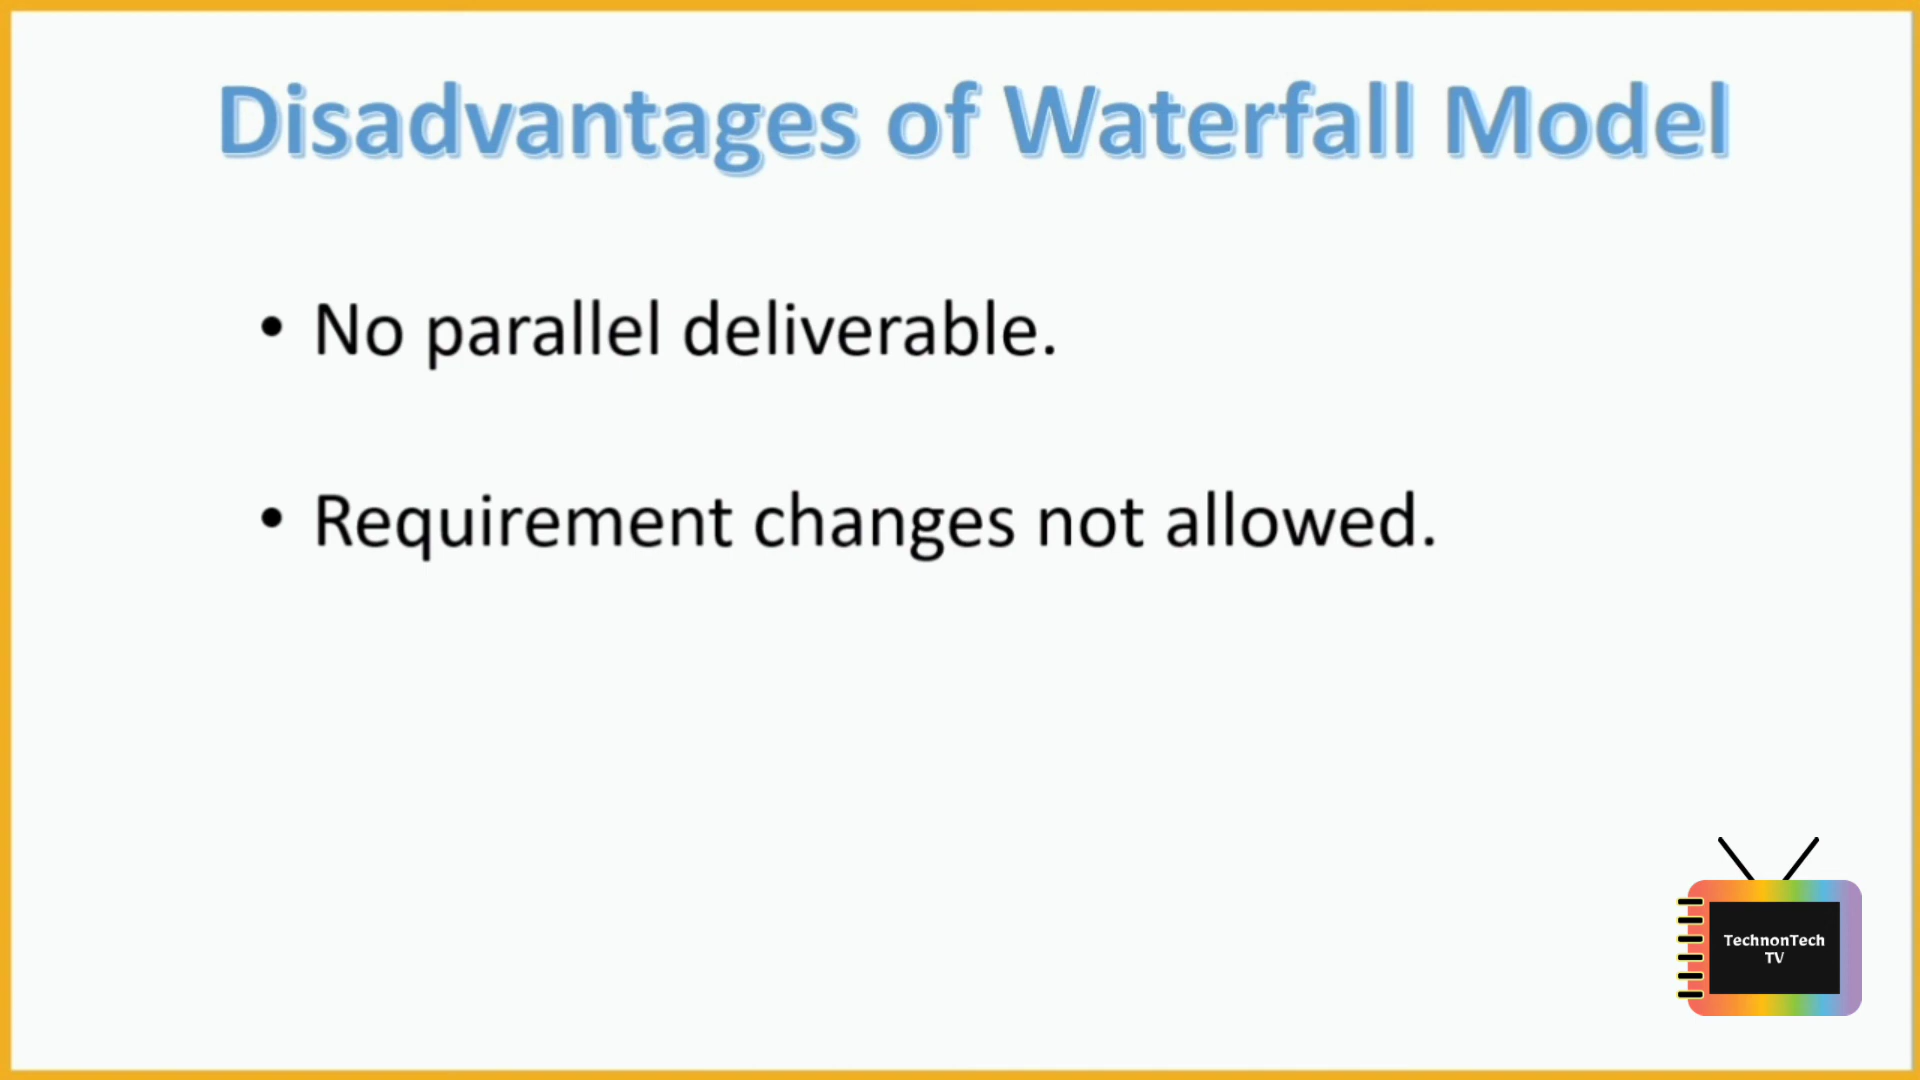 Disadvantages of Waterfall Model
• No parallel deliverable.
• Requirement changes not allowed.
TechnonTech
TV